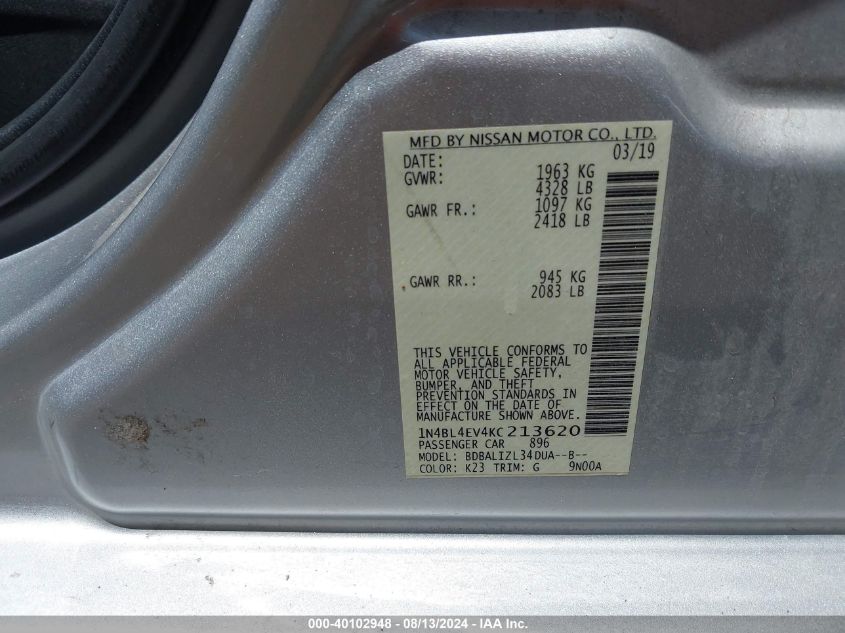 MFD BY NISSAN MOTOR CO., LTD.
DATE: 03/19
GVWR: 1963 KG
4328 LB
GAWR FR.: 1097 KG
2418 LB
GAWR RR.: 945 KG
2083 LB
THIS VEHICLE CONFORMS TO
ALL APPLICABLE FEDERAL
MOTOR VEHICLE SAFETY,
BUMPER, AND THEFT
PREVENTION STANDARDS IN
EFFECT ON THE DATE OF
MANUFACTURE SHOWN ABOVE.
1N4BL4EV4KC213620
PASSENGER CAR 896
MODEL: BDBALIZL34DUA--B--
COLOR: K23 TRIM: G 9N00A
000-40102948 - 08/13/2024 - IEA - US